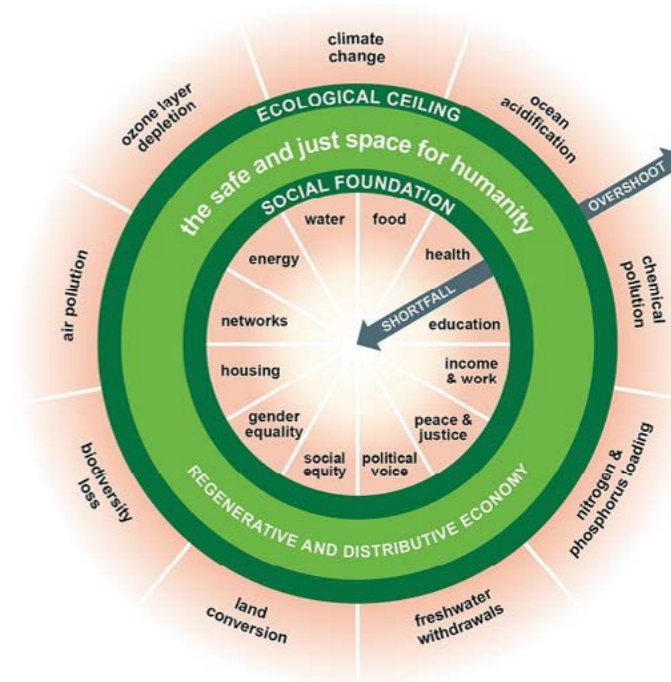 climate
change
ozone layer
depletion
ocean
acidification
ECOLOGICAL CEILING
the safe and just space for humanity
OVERSHOOT
SOCIAL FOUNDATION
water
food
energy
health
SHORTFALL
air pollution
chemical
pollution
networks
education
housing
income
& work
gender
equality
peace &
justice
social
equity
political
voice
biodiversity
loss
nitrogen &
phosphorus loading
REGENERATIVE AND DISTRIBUTIVE ECONOMY
land
conversion
freshwater
withdrawals